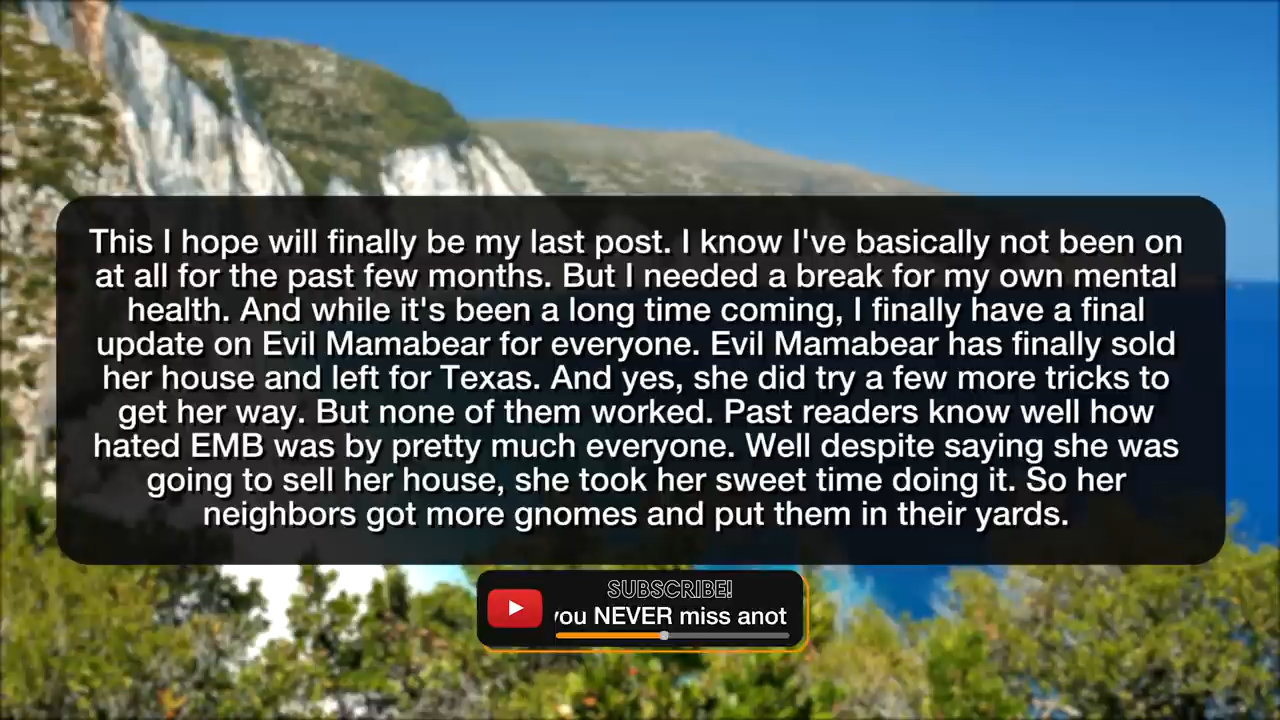 This I hope will finally be my last post. I know I've basically not been on
at all for the past few months. But I needed a break for my own mental
health. And while it's been a long time coming, I finally have a final
update on Evil Mamabear for everyone. Evil Mamabear has finally sold
her house and left for Texas. And yes, she did try a few more tricks to
get her way. But none of them worked. Past readers know well how
hated EMB was by pretty much everyone. Well despite saying she was
going to sell her house, she took her sweet time doing it. So her
neighbors got more gnomes and put them in their yards.
SUBSCRIBE!
you NEVER miss anot